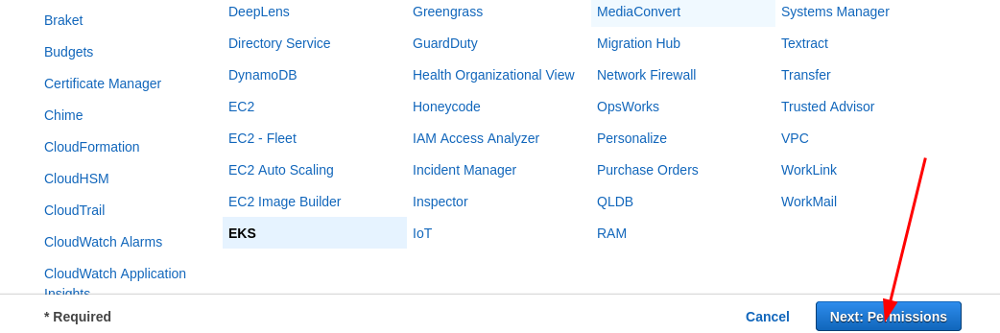 Braket
Budgets
Certificate Manager
Chime
CloudFormation
CloudHSM
CloudTrail
CloudWatch Alarms
CloudWatch Application
Insights
DeepLens
Directory Service
DynamoDB
EC2
EC2 - Fleet
EC2 Auto Scaling
EC2 Image Builder
EKS
Greengrass
GuardDuty
Health Organizational View
Honeycode
IAM Access Analyzer
Incident Manager
Inspector
IoT
MediaConvert
Migration Hub
Network Firewall
OpsWorks
Personalize
Purchase Orders
QLDB
RAM
Systems Manager
Textract
Transfer
Trusted Advisor
VPC
WorkLink
WorkMail
* Required
Cancel
Next: Permissions